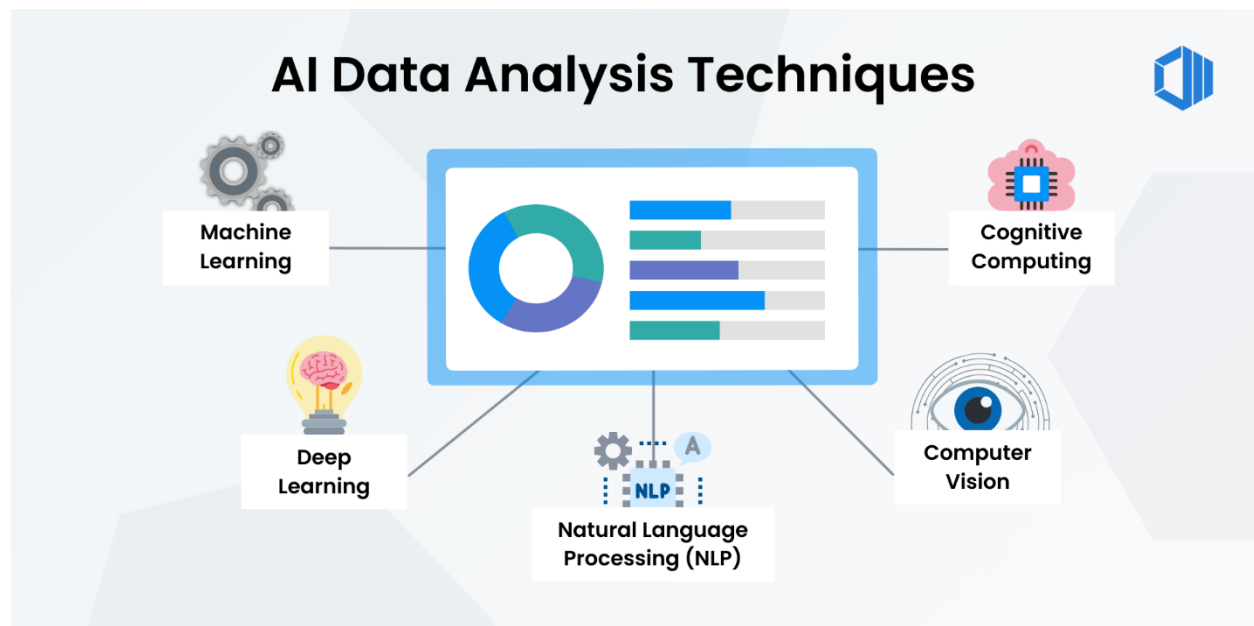 AI Data Analysis Techniques
Machine
Learning
Cognitive
Computing
Deep
Learning
A
NLP
Natural Language
Processing (NLP)
Computer
Vision